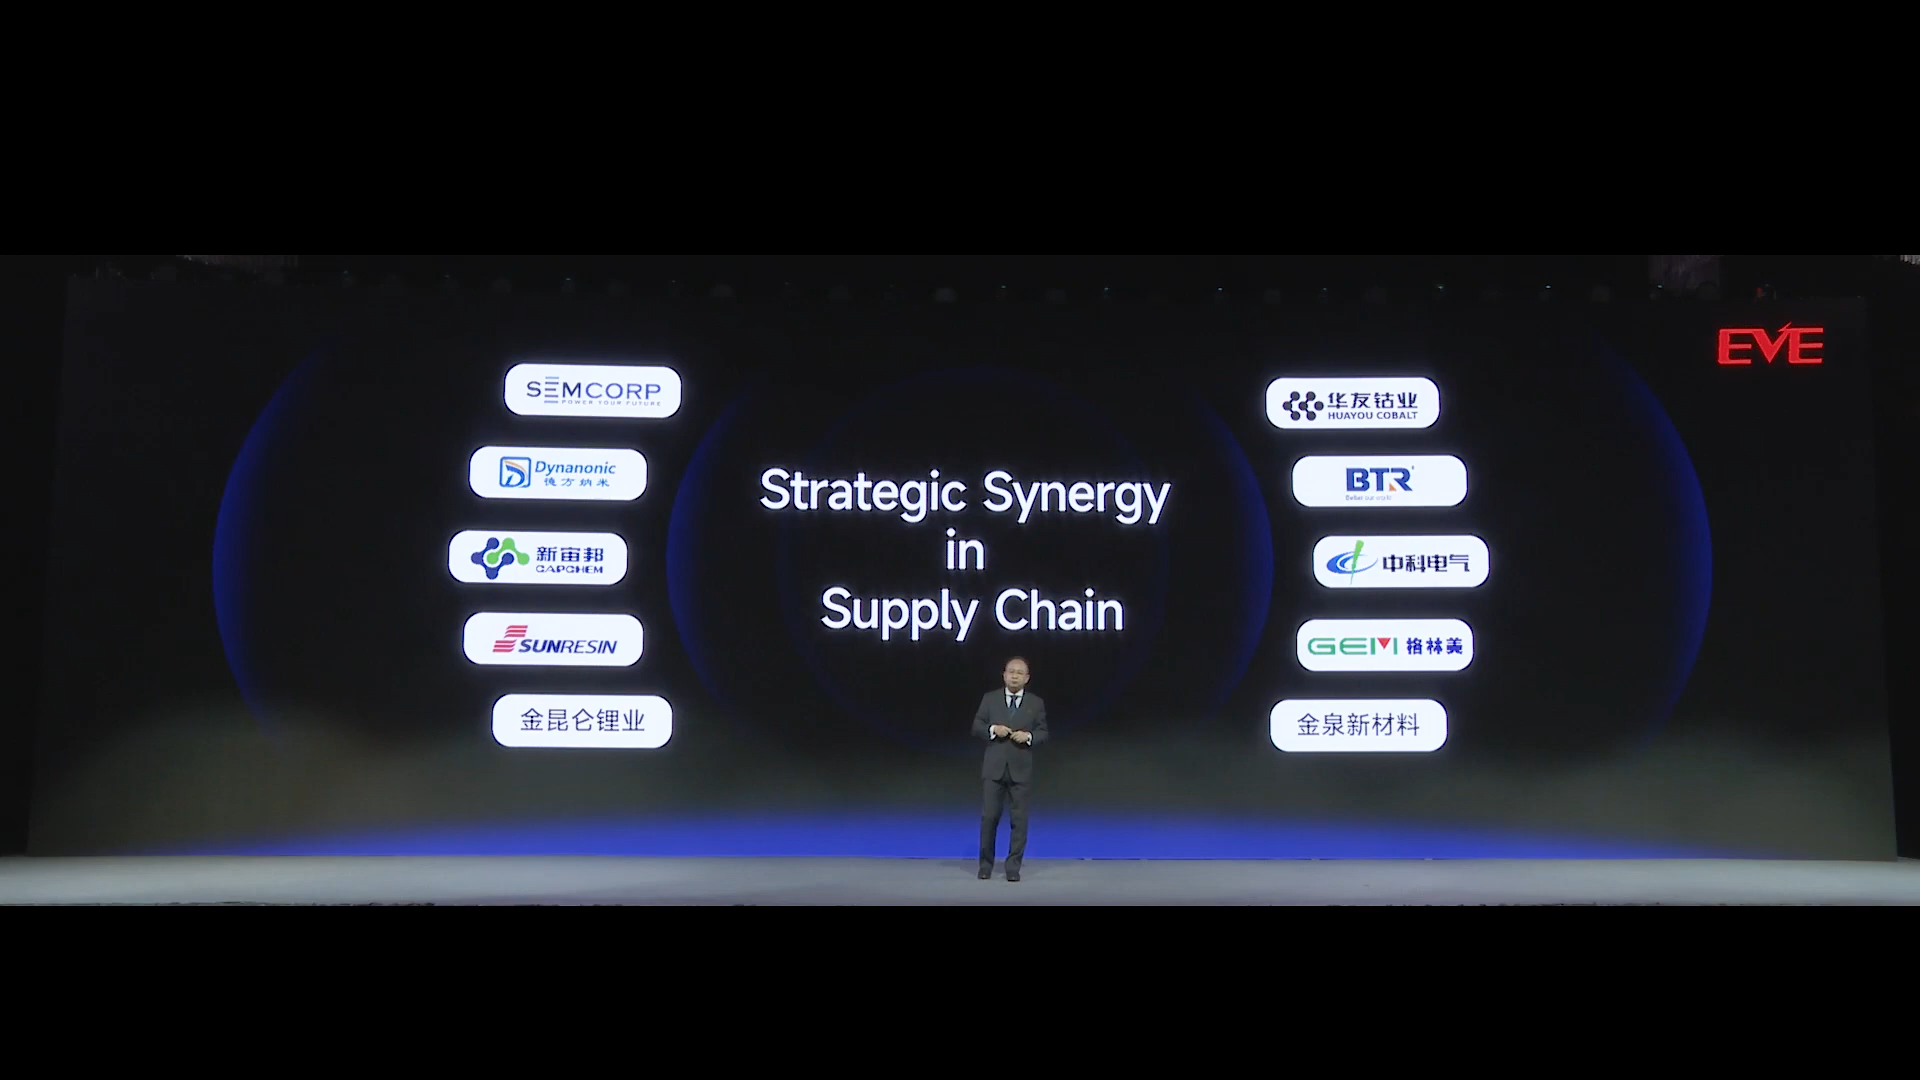 EVE
SEMCORP
POWER YOUR FUTURE
Dynanonic
德方纳米
新宙邦
CAPCHEM
SUNRESIN
金昆仑锂业
Strategic Synergy
in
Supply Chain
华友钴业
HUAYOU COBALT
BTR
中科电气
GEM 格林美
金泉新材料